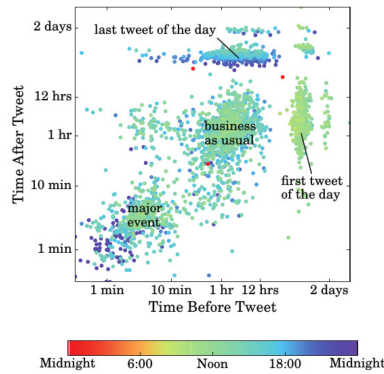 2 days
last tweet of the day
12 hrs
business
as usual
1 hr
Time After Tweet
first tweet
of the day
10 min
major
event
1 min
1 min
10 min
1 hr
12 hrs
2 days
Time Before Tweet
Midnight
6:00
Noon
18:00
Midnight